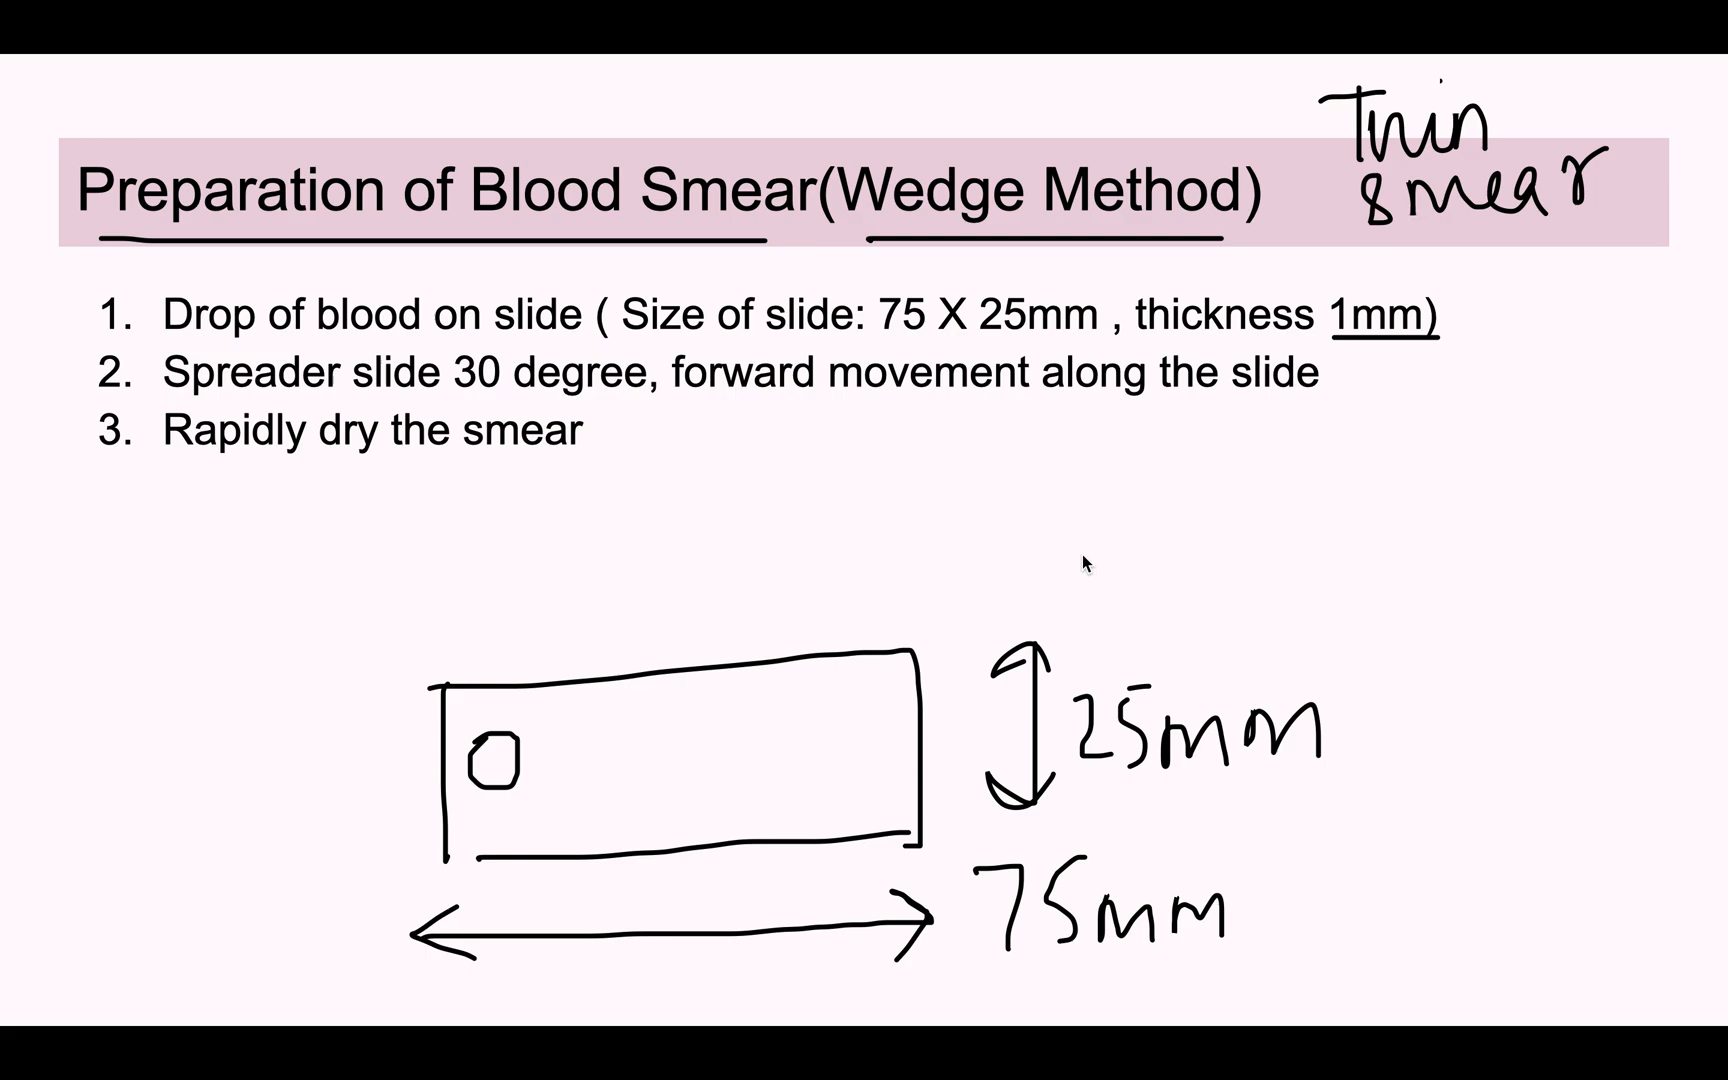 Thin
smear
Preparation of Blood Smear(Wedge Method)
1. Drop of blood on slide ( Size of slide: 75 X 25mm , thickness 1mm)
2. Spreader slide 30 degree, forward movement along the slide
3. Rapidly dry the smear
25mm
75mm